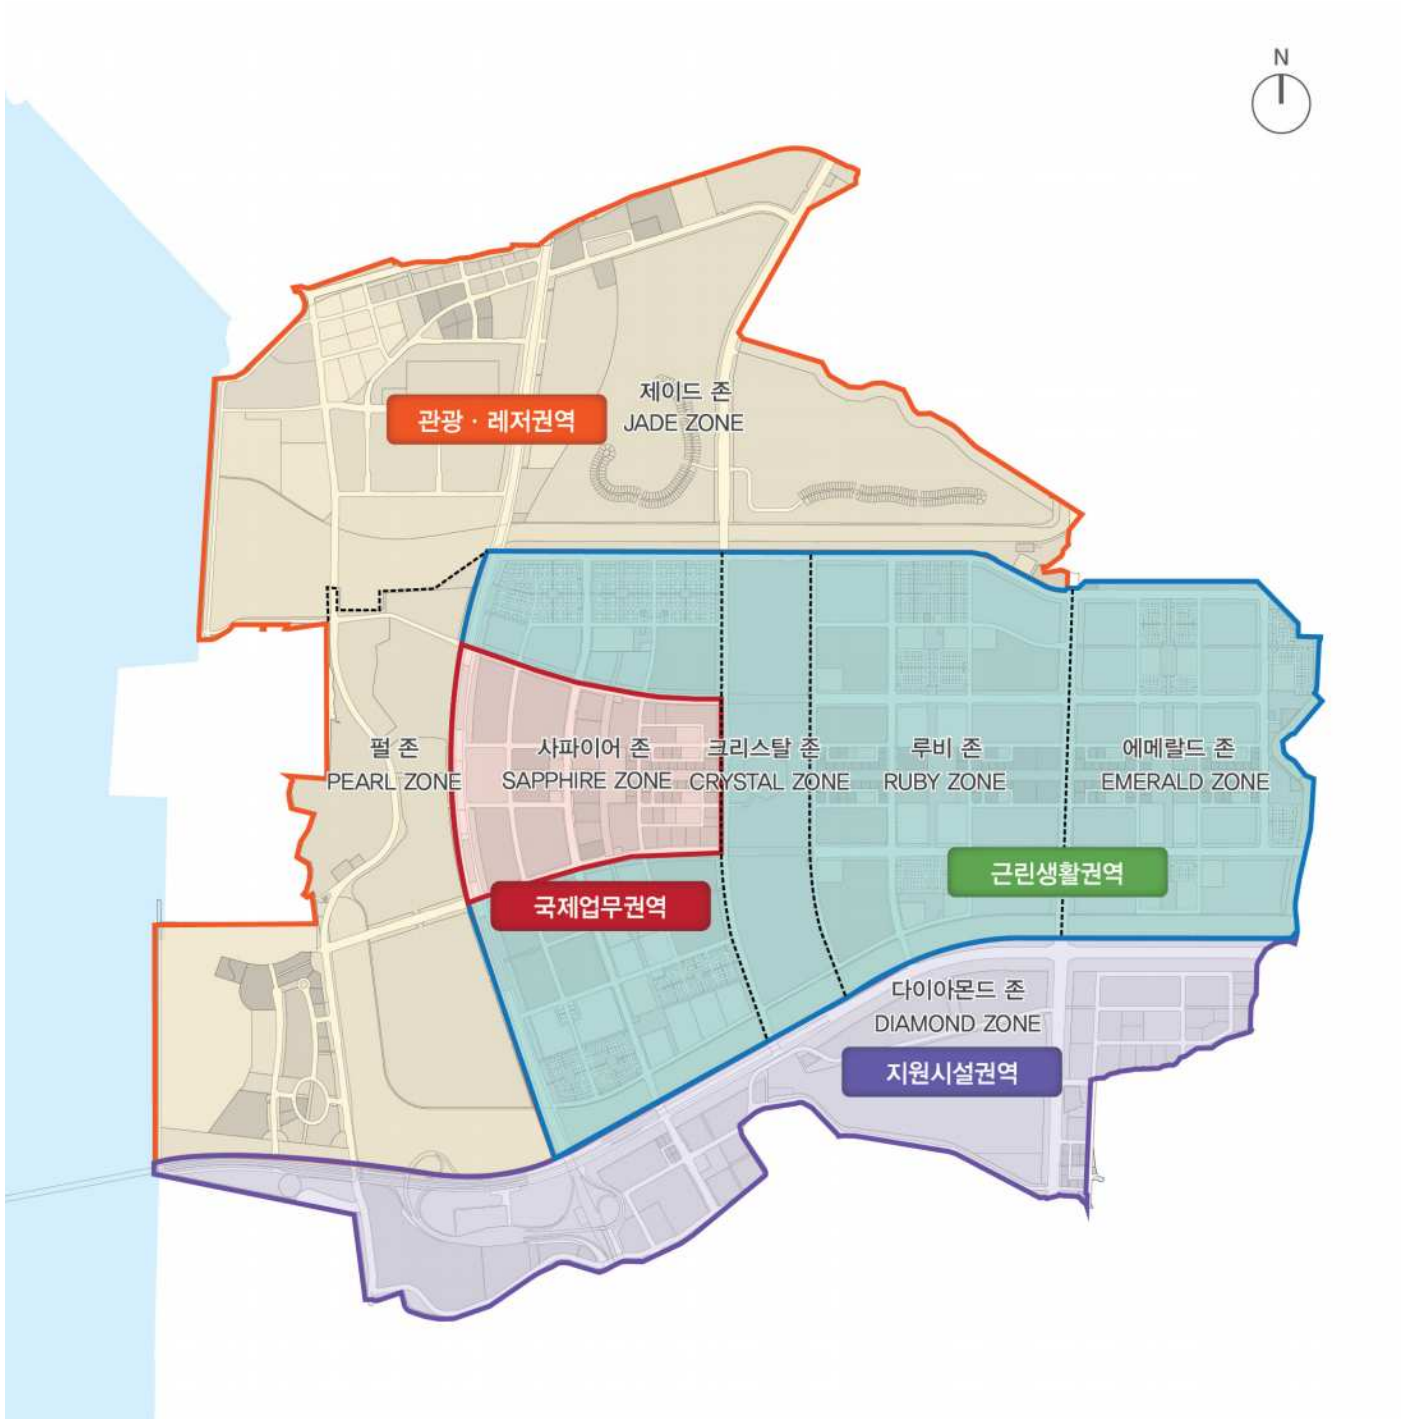 N
제이드 존
JADE ZONE
관광 · 레저권역
펄 존
PEARL ZONE
사파이어 존
SAPPHIRE ZONE
크리스탈 존
CRYSTAL ZONE
루비 존
RUBY ZONE
에메랄드 존
EMERALD ZONE
근린생활권역
국제업무권역
다이아몬드 존
DIAMOND ZONE
지원시설권역